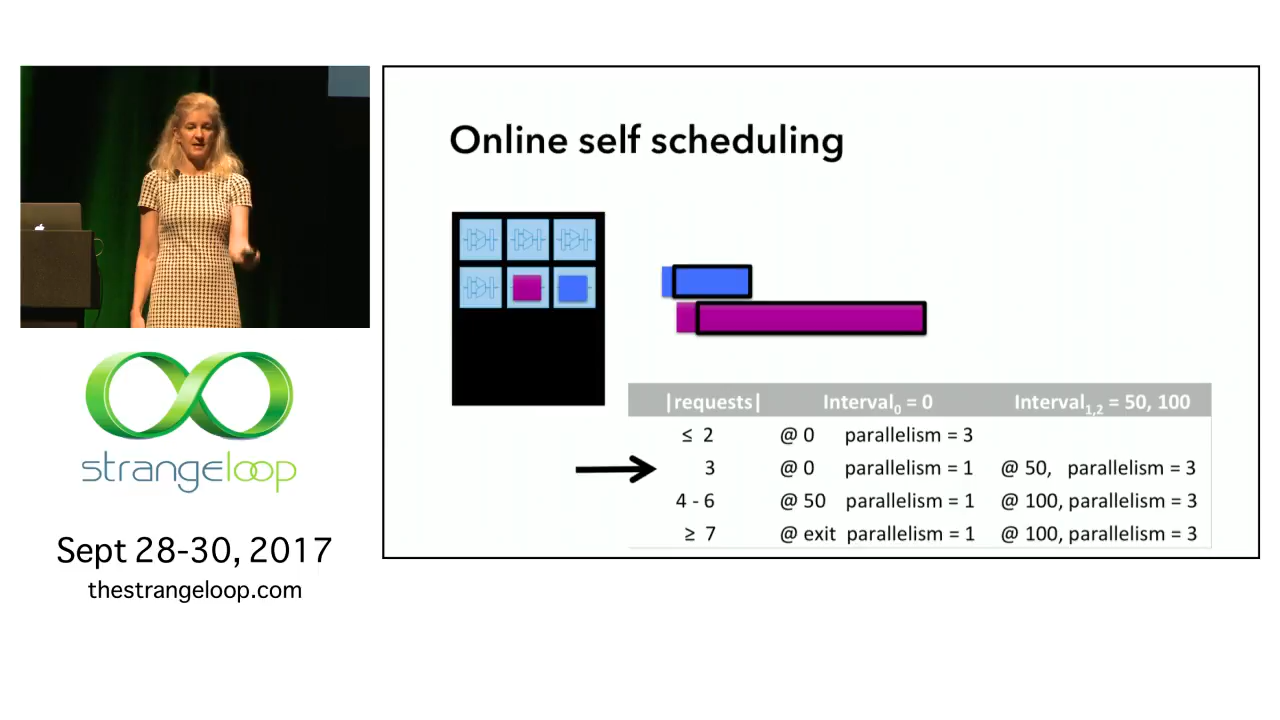 Online self scheduling
|requests| Interval0 = 0 Interval1,2 = 50, 100
≤ 2 @ 0 parallelism = 3
3 @ 0 parallelism = 1 @ 50, parallelism = 3
4 - 6 @ 50 parallelism = 1 @ 100, parallelism = 3
≥ 7 @ exit parallelism = 1 @ 100, parallelism = 3
strangeloop
Sept 28-30, 2017
thestrangeloop.com